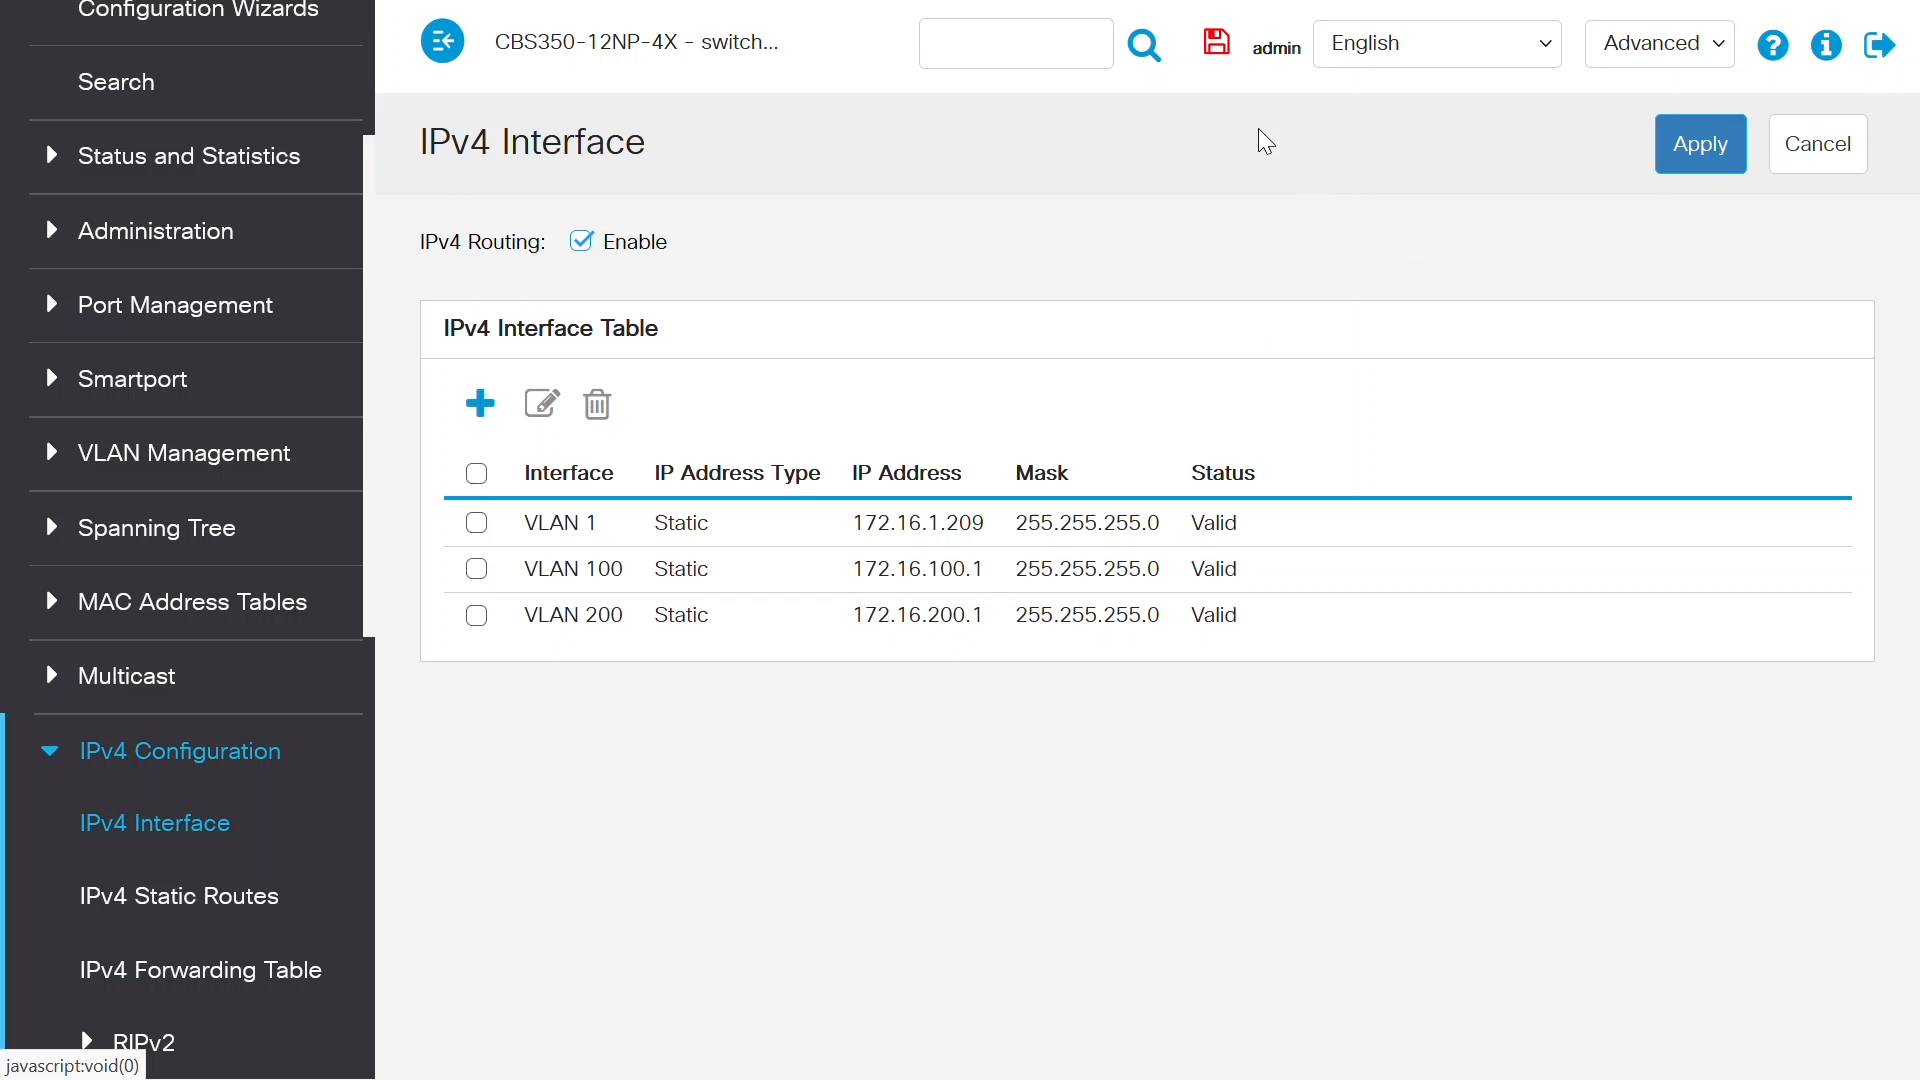 Configuration Wizards
Search
Status and Statistics
Administration
Port Management
Smartport
VLAN Management
Spanning Tree
MAC Address Tables
Multicast
IPv4 Configuration
IPv4 Interface
IPv4 Static Routes
IPv4 Forwarding Table
RIPv2
javascript:void(0)
CBS350-12NP-4X - switch...
admin
English
Advanced
IPv4 Interface
Apply
Cancel
IPv4 Routing: Enable
IPv4 Interface Table
Interface IP Address Type IP Address Mask Status
VLAN 1 Static 172.16.1.209 255.255.255.0 Valid
VLAN 100 Static 172.16.100.1 255.255.255.0 Valid
VLAN 200 Static 172.16.200.1 255.255.255.0 Valid